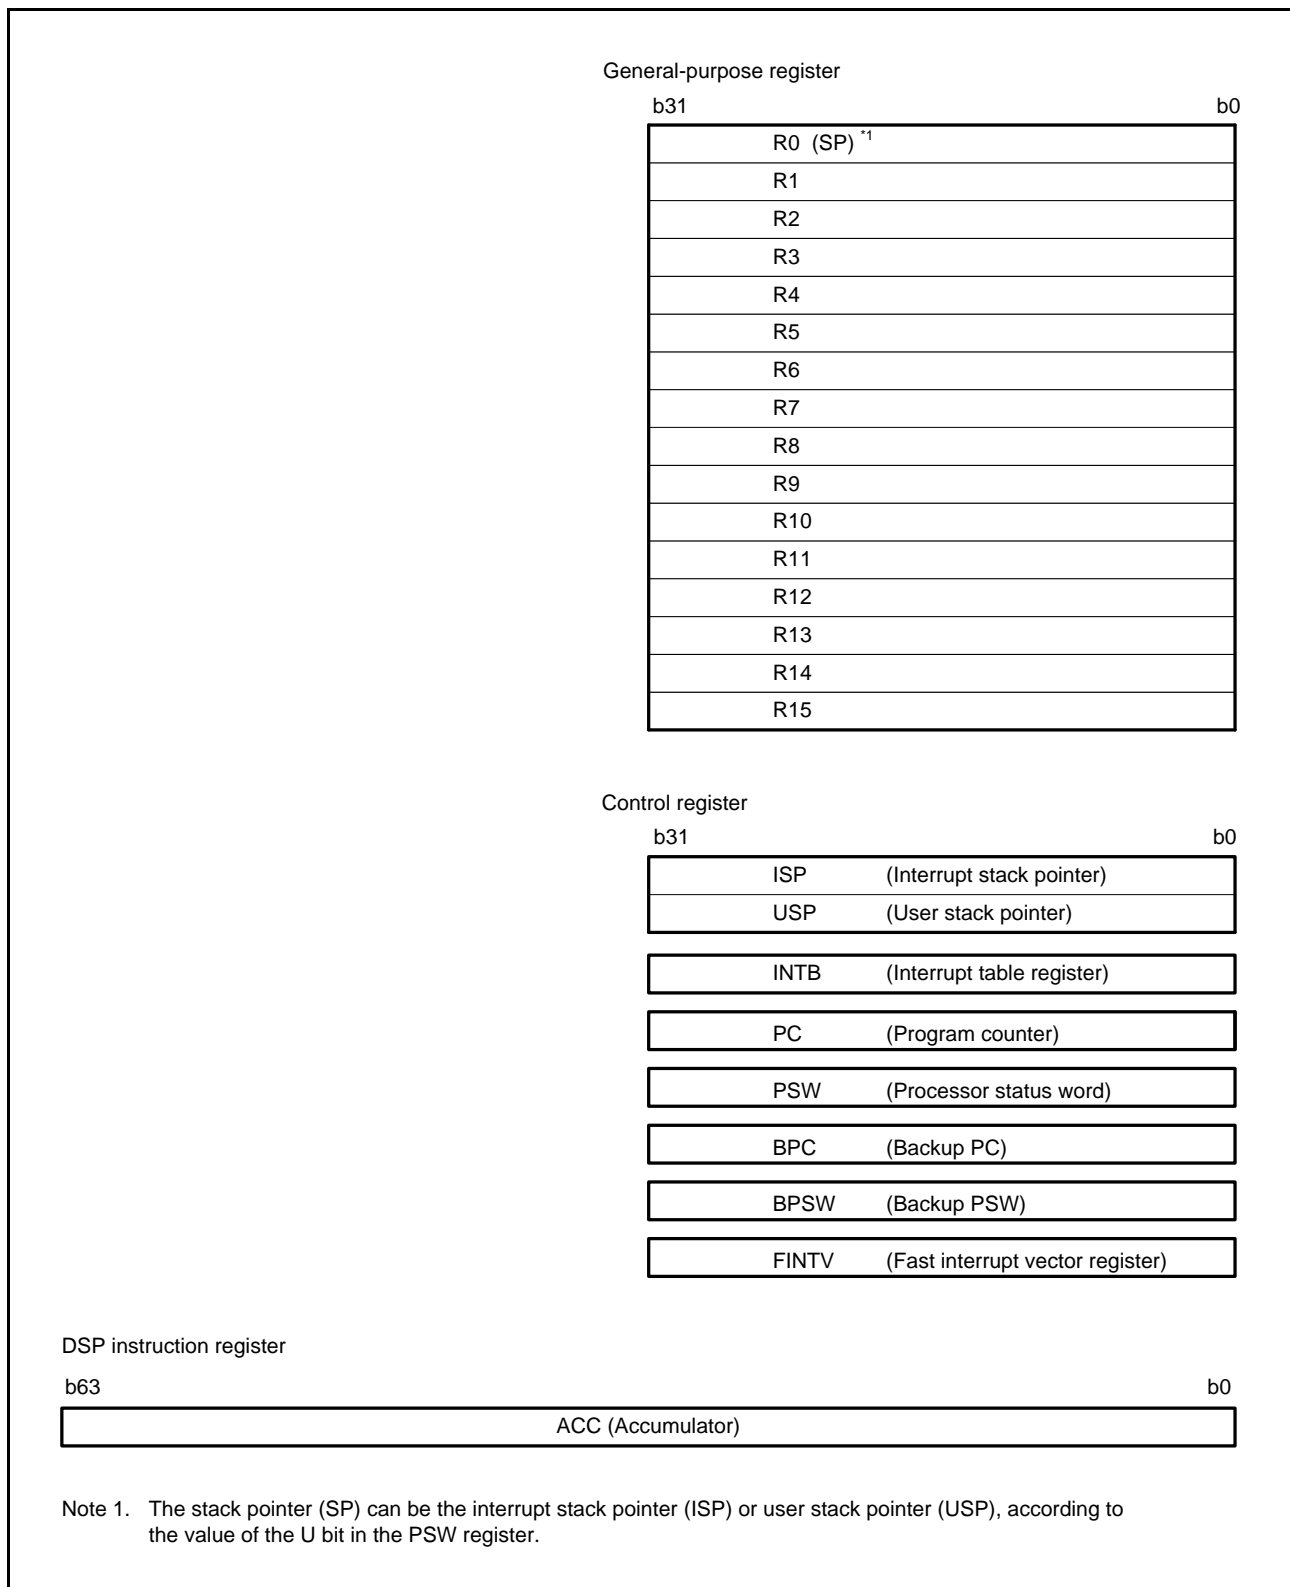 General-purpose register
b31 b0
R0 (SP) *1
R1
R2
R3
R4
R5
R6
R7
R8
R9
R10
R11
R12
R13
R14
R15
Control register
b31 b0
ISP (Interrupt stack pointer)
USP (User stack pointer)
INTB (Interrupt table register)
PC (Program counter)
PSW (Processor status word)
BPC (Backup PC)
BPSW (Backup PSW)
FINTV (Fast interrupt vector register)
DSP instruction register
b63 b0
ACC (Accumulator)
Note 1. The stack pointer (SP) can be the interrupt stack pointer (ISP) or user stack pointer (USP), according to
the value of the U bit in the PSW register.